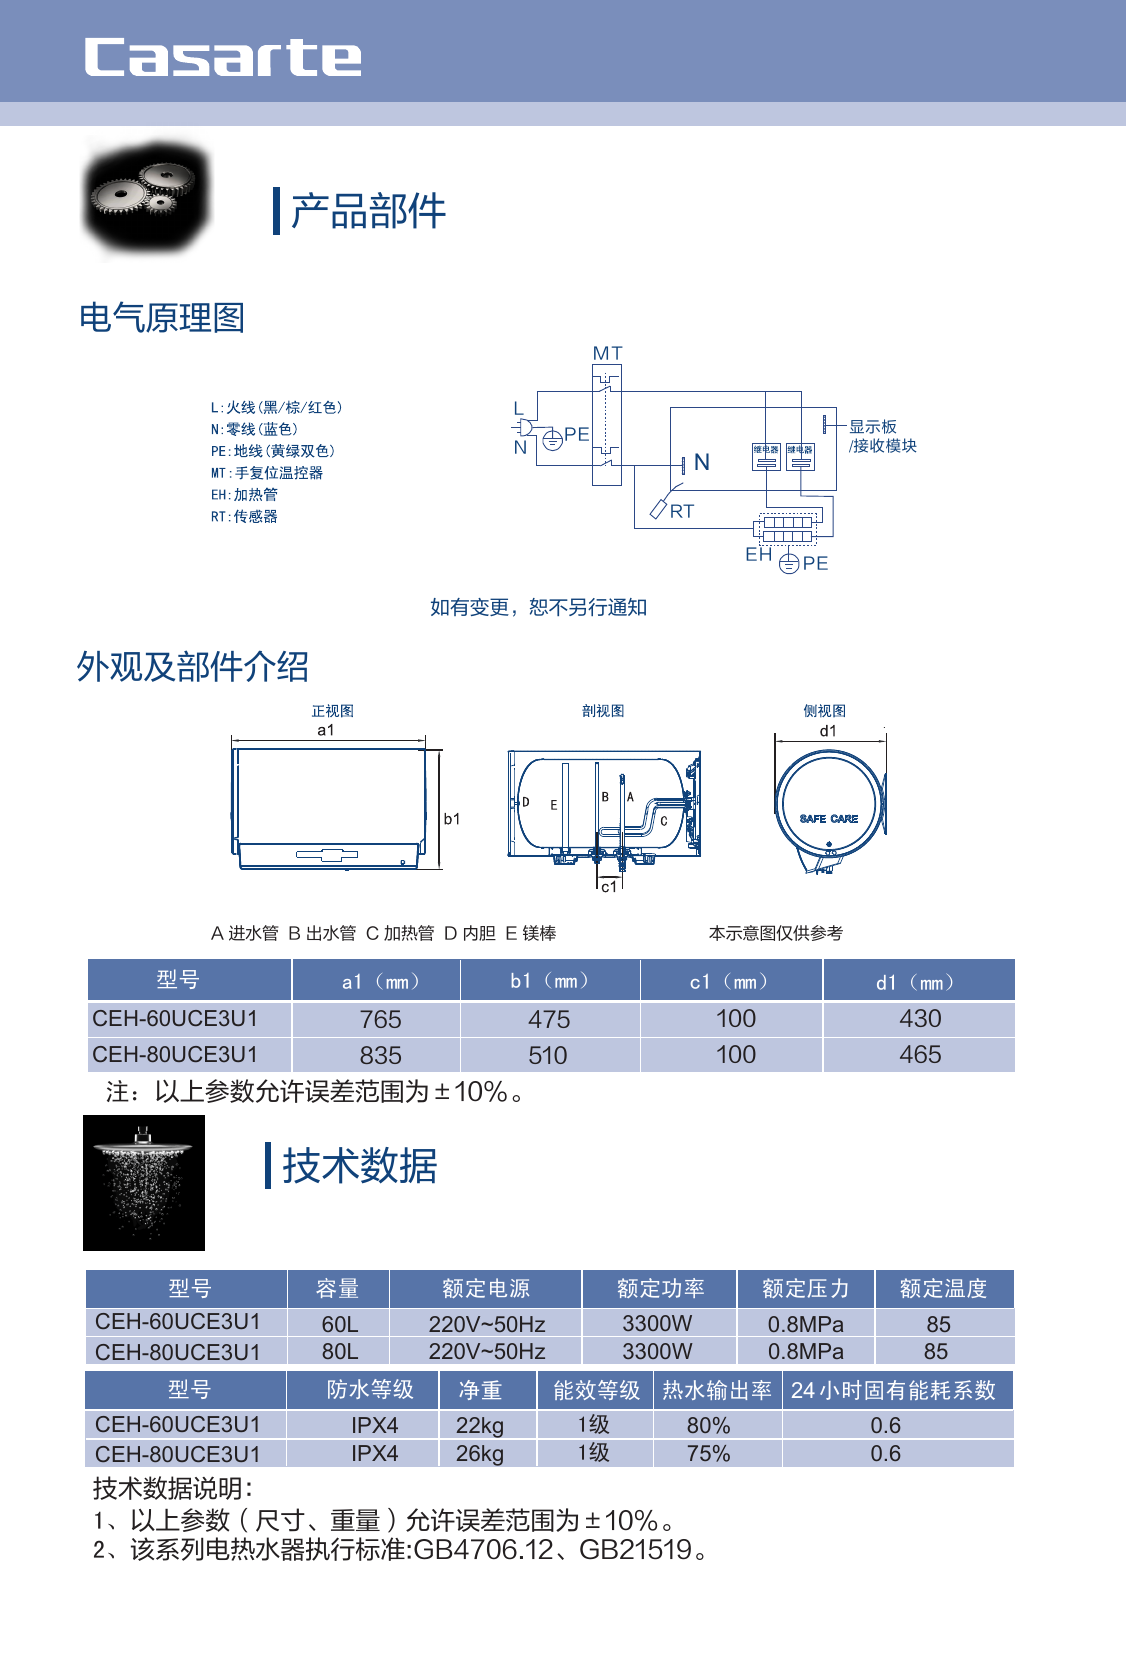 Casarte
产品部件
电气原理图
L:火线(黑/棕/红色)
N:零线(蓝色)
PE:地线(黄绿双色)
MT:手复位温控器
EH:加热管
RT:传感器
MT
L
N
PE
N
RT
继电器 继电器
显示板
/接收模块
EH
PE
如有变更，恕不另行通知
外观及部件介绍
正视图 剖视图 侧视图
a1 d1
D E B A C
b1
SAFE CARE
c1
A 进水管 B 出水管 C 加热管 D 内胆 E 镁棒 本示意图仅供参考
型号 a1（mm） b1（mm） c1（mm） d1（mm）
CEH-60UCE3U1 765 475 100 430
CEH-80UCE3U1 835 510 100 465
注：以上参数允许误差范围为±10%。
技术数据
型号 容量 额定电源 额定功率 额定压力 额定温度
CEH-60UCE3U1 60L 220V~50Hz 3300W 0.8MPa 85
CEH-80UCE3U1 80L 220V~50Hz 3300W 0.8MPa 85
型号 防水等级 净重 能效等级 热水输出率 24小时固有能耗系数
CEH-60UCE3U1 IPX4 22kg 1级 80% 0.6
CEH-80UCE3U1 IPX4 26kg 1级 75% 0.6
技术数据说明：
1、以上参数（尺寸、重量）允许误差范围为±10%。
2、该系列电热水器执行标准:GB4706.12、GB21519。